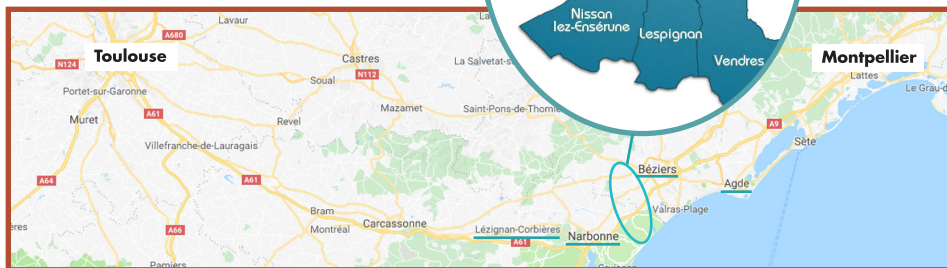 Lavaur
A680
Toulouse
N124
Castres
N112
Portet-sur-Garonne
Soual
Muret
A61
Revel
Mazamet
Saint-Pons-de-Thomiè
Villefranche-de-Lauragais
A64
A61
Bram
Montréal
Carcassonne
A66
Pamiers
Lézignan-Corbières
A61
Narbonne
Béziers
Valras-Plage
Agde
Sète
A9
La Salvetat-s
Nissan
lez-Ensérune
Lespignan
Vendres
Montpellier
Lattes
Le Grau-d